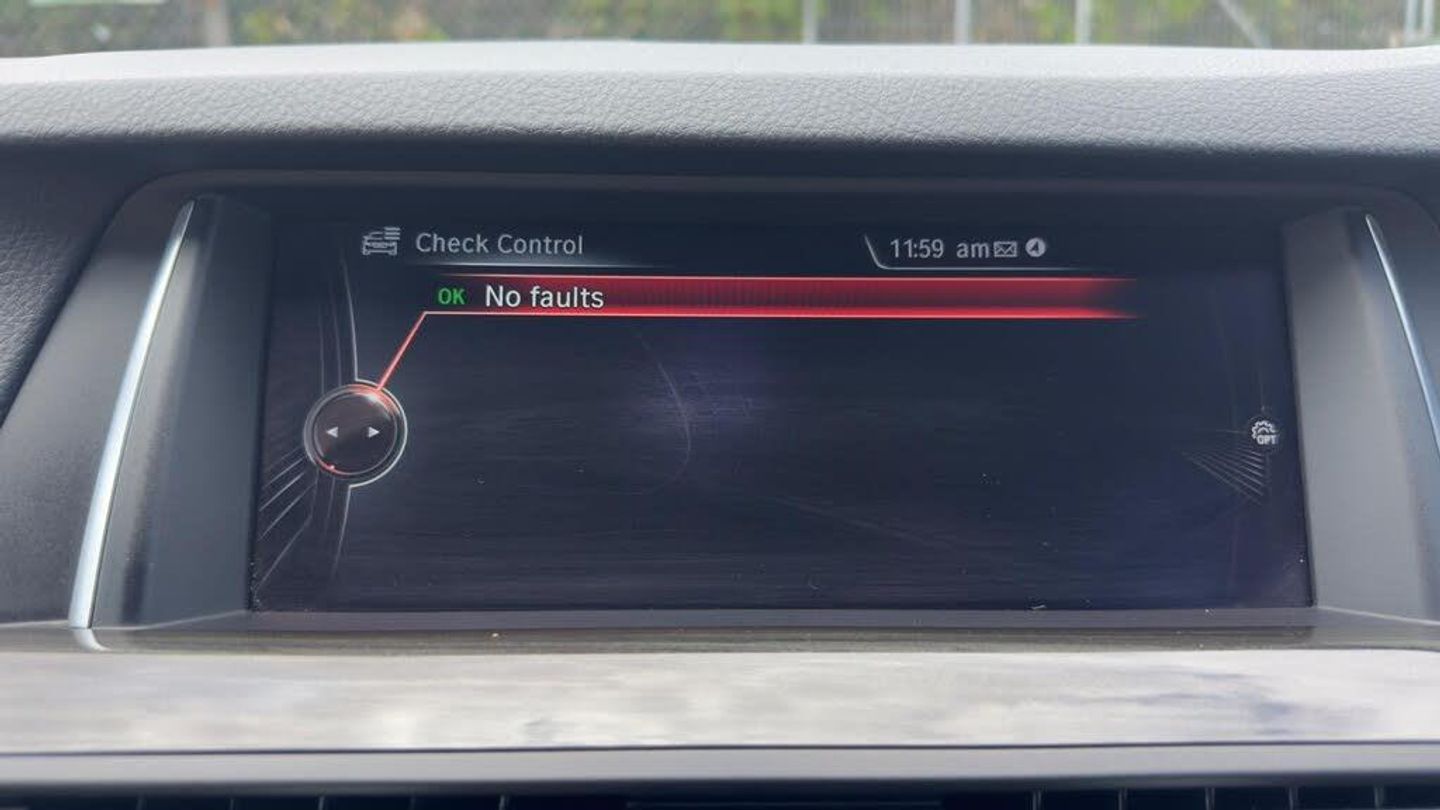 Check Control
11:59 am
OK No faults
OPT